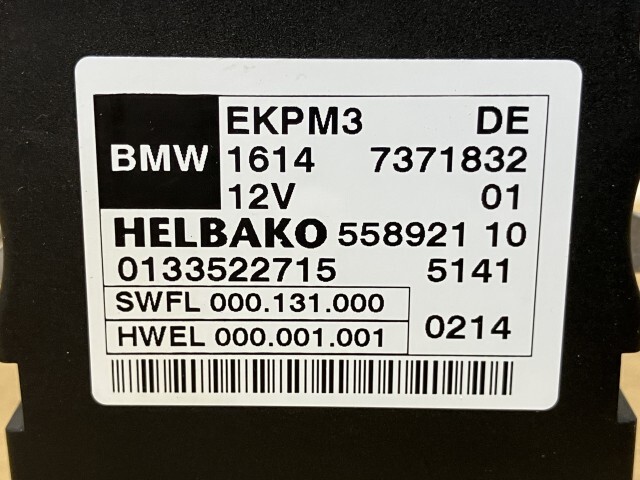 BMW
EKPM3 DE
1614 7371832
12V 01
HELBAKO 558921 10
0133522715 5141
SWFL 000.131.000
HWEL 000.001.001
0214